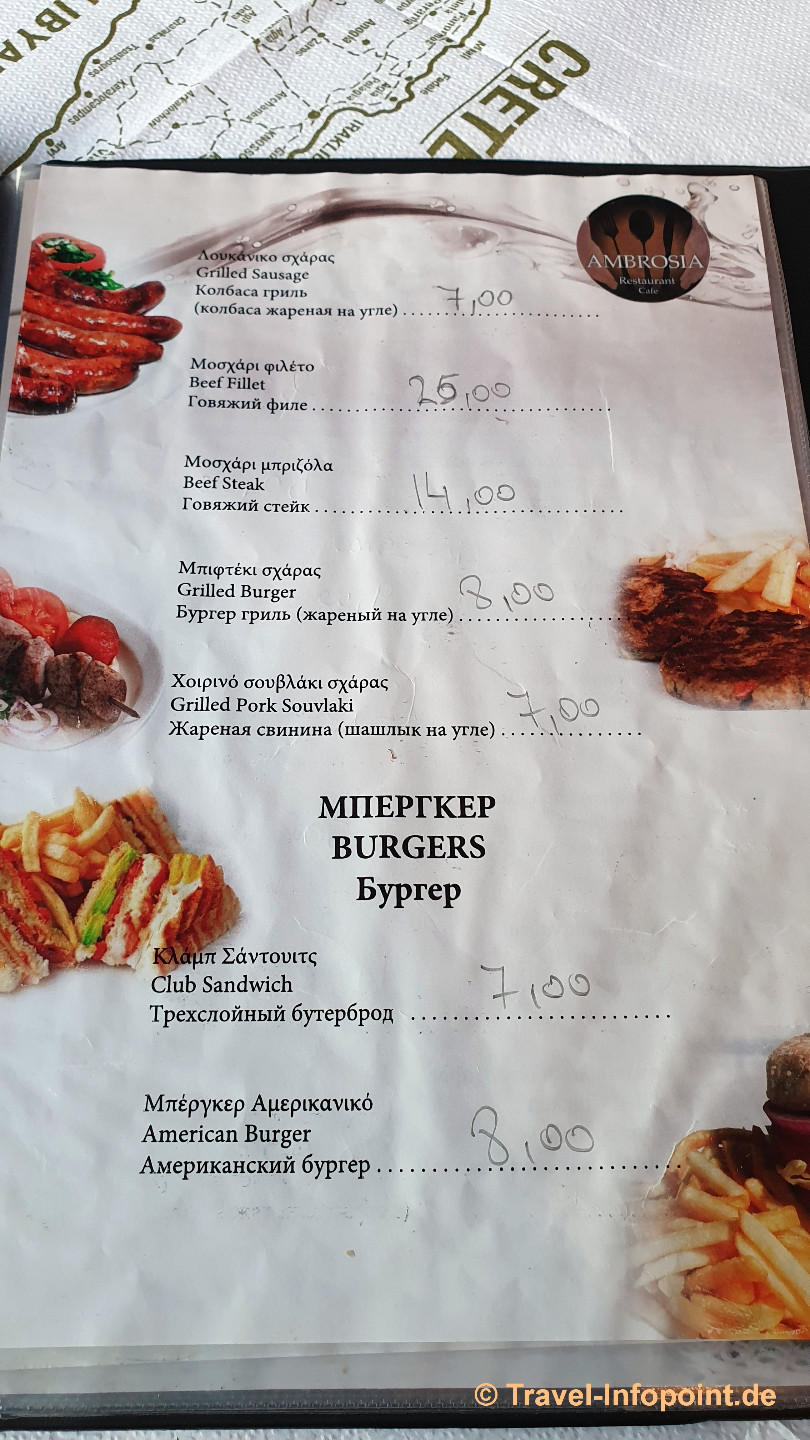 CRETE
AMBROSIA
Restaurant
Cafe
Λουκάνικο σχάρας
Grilled Sausage
Колбаса гриль
(колбаса жареная на угле) .......................... 7,00
Μοσχάρι φιλέτο
Beef Fillet
Говяжий филе .......................................... 25,00
Μοσχάρι μπριζόλα
Beef Steak
Говяжий стейк .......................................... 14,00
Μπιφτέκι σχάρας
Grilled Burger
Бургер гриль (жареный на угле) .......................... 8,00
Χοιρινό σουβλάκι σχάρας
Grilled Pork Souvlaki
Жареная свинина (шашлык на угле) .................. 7,00
ΜΠΕΡΓΚΕΡ
BURGERS
Бургер
Κλάμπ Σάντουιτς
Club Sandwich
Трехслойный бутерброд .............................. 7,00
Μπέργκερ Αμερικανικό
American Burger
Американский бургер .................................. 8,00
© Travel-Infopoint.de